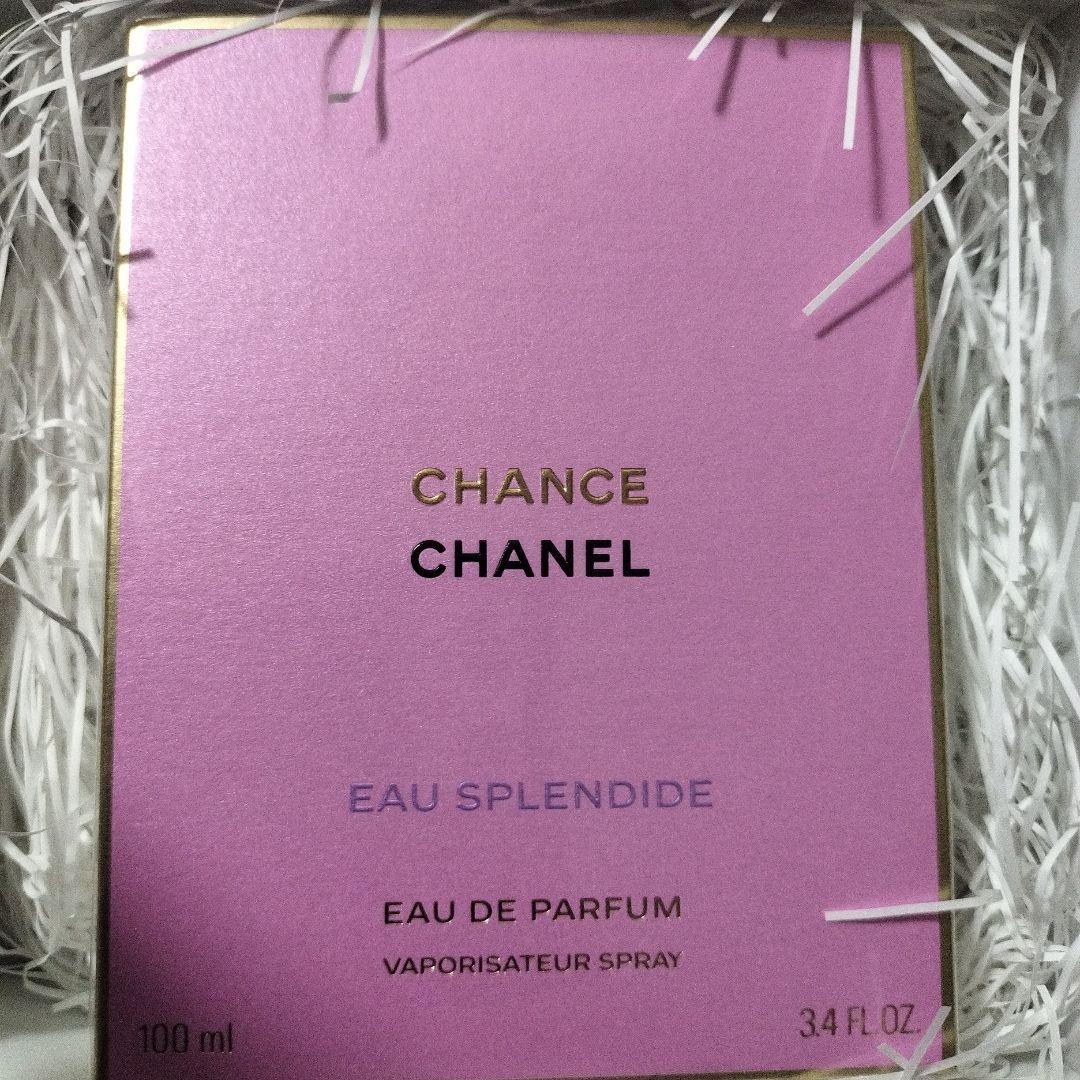 CHANCE
CHANEL
EAU SPLENDIDE
EAU DE PARFUM
VAPORISATEUR SPRAY
100 ml
3.4 FL.OZ.